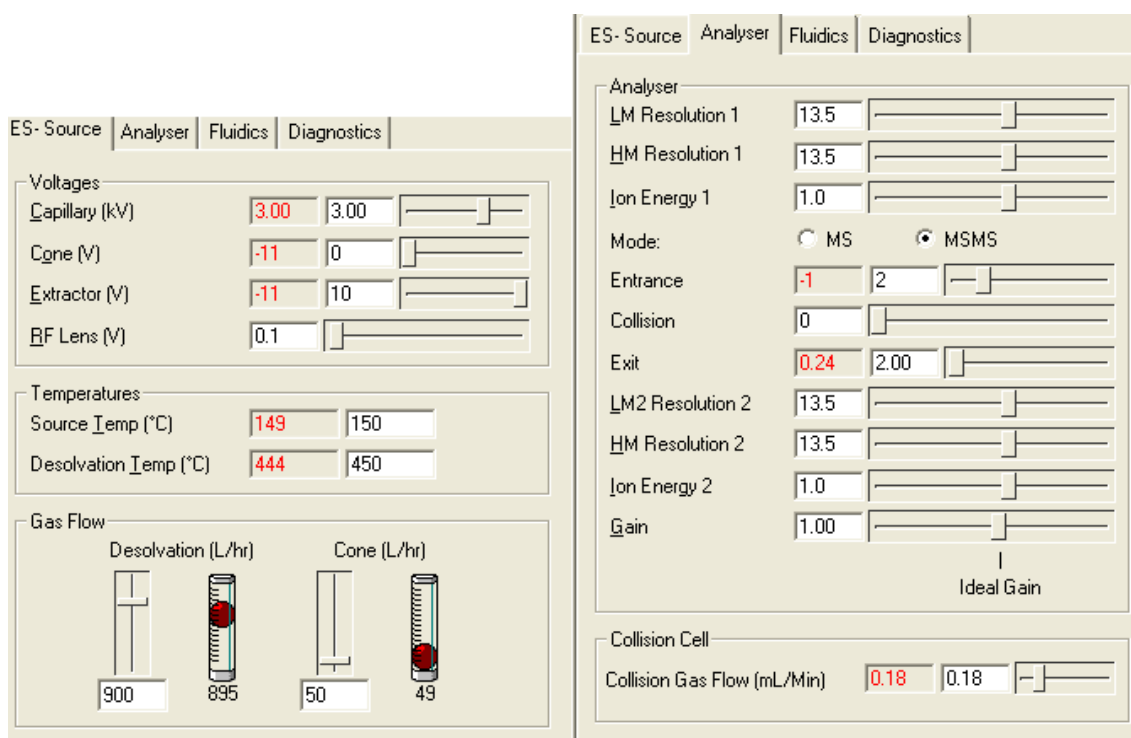 ES- Source Analyser Fluidics Diagnostics
Voltages
Capillary (kV) 3.00 3.00
Cone (V) -11 0
Extractor (V) -11 10
RF Lens (V) 0.1
Temperatures
Source Temp (°C) 149 150
Desolvation Temp (°C) 444 450
Gas Flow
Desolvation (L/hr) Cone (L/hr)
900 895 50 49
ES- Source Analyser Fluidics Diagnostics
Analyser
LM Resolution 1 13.5
HM Resolution 1 13.5
Ion Energy 1 1.0
Mode: MS MSMS
Entrance -1 2
Collision 0
Exit 0.24 2.00
LM2 Resolution 2 13.5
HM Resolution 2 13.5
Ion Energy 2 1.0
Gain 1.00
Ideal Gain
Collision Cell
Collision Gas Flow (mL/Min) 0.18 0.18